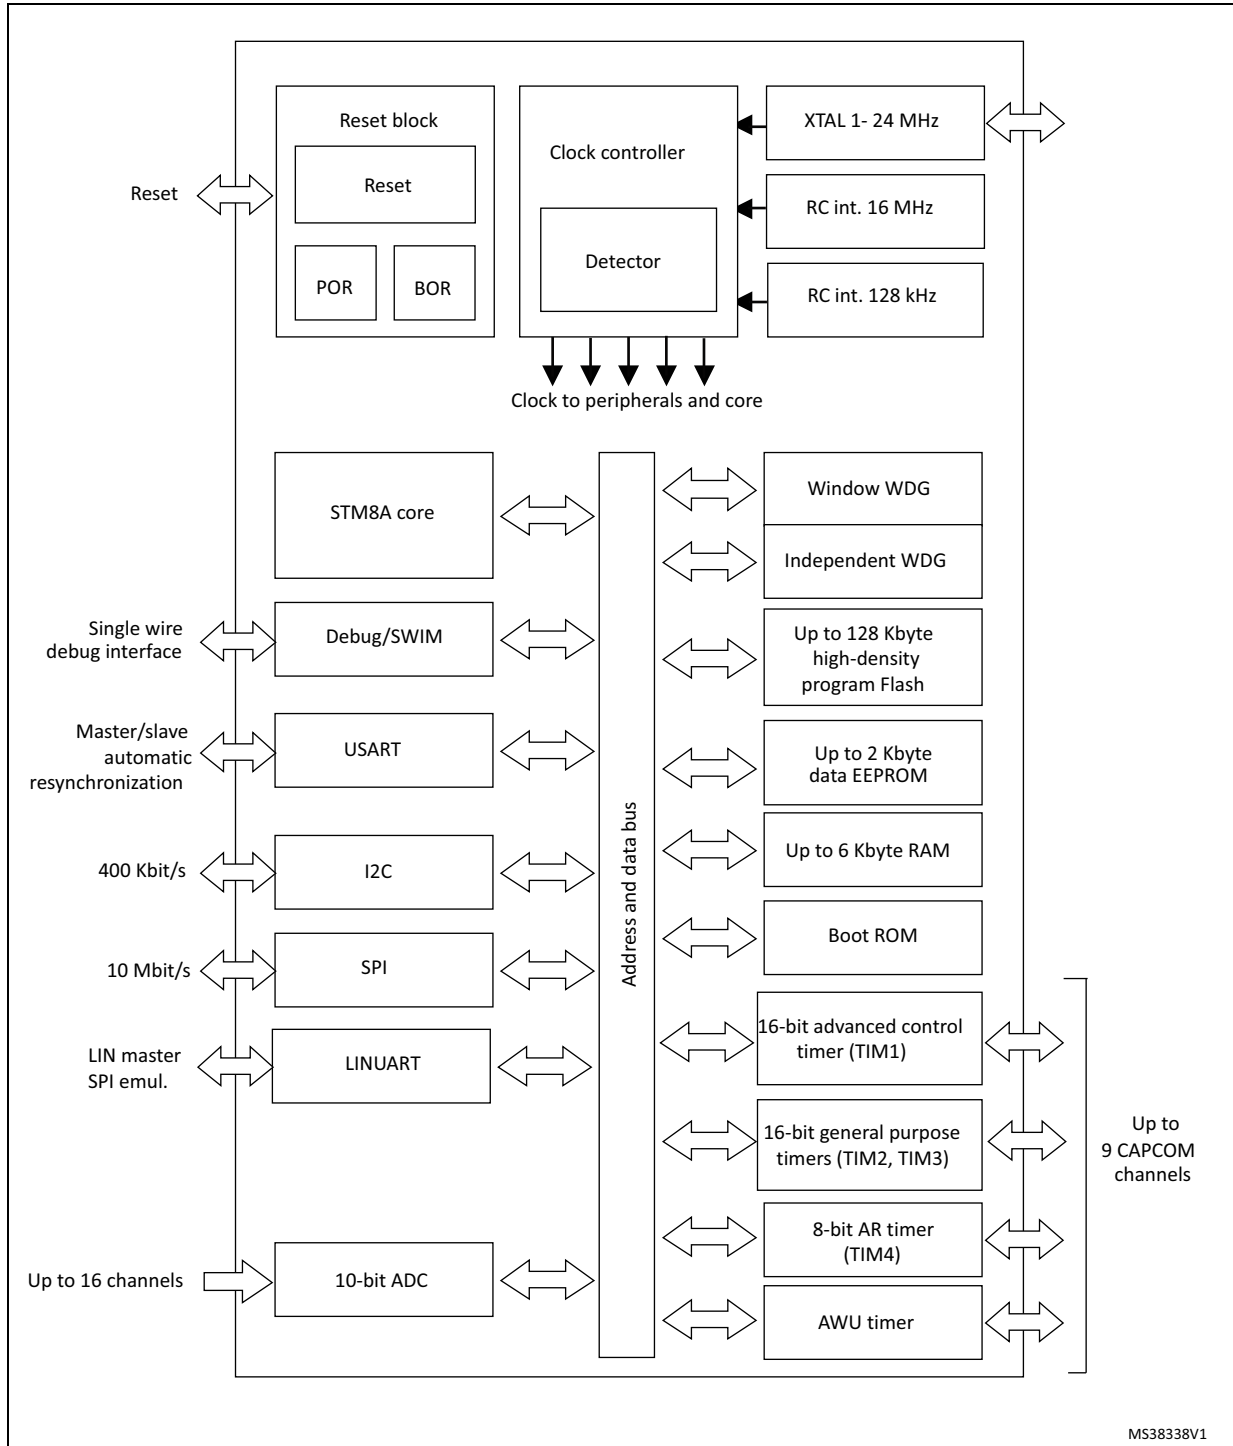 Reset block
Reset
POR
BOR
Reset
Clock controller
Detector
XTAL 1- 24 MHz
RC int. 16 MHz
RC int. 128 kHz
Clock to peripherals and core
STM8A core
Single wire
debug interface
Debug/SWIM
Master/slave
automatic
resynchronization
USART
400 Kbit/s
I2C
10 Mbit/s
SPI
LIN master
SPI emul.
LINUART
Up to 16 channels
10-bit ADC
Address and data bus
Window WDG
Independent WDG
Up to 128 Kbyte
high-density
program Flash
Up to 2 Kbyte
data EEPROM
Up to 6 Kbyte RAM
Boot ROM
16-bit advanced control
timer (TIM1)
16-bit general purpose
timers (TIM2, TIM3)
8-bit AR timer
(TIM4)
AWU timer
Up to
9 CAPCOM
channels
MS38338V1